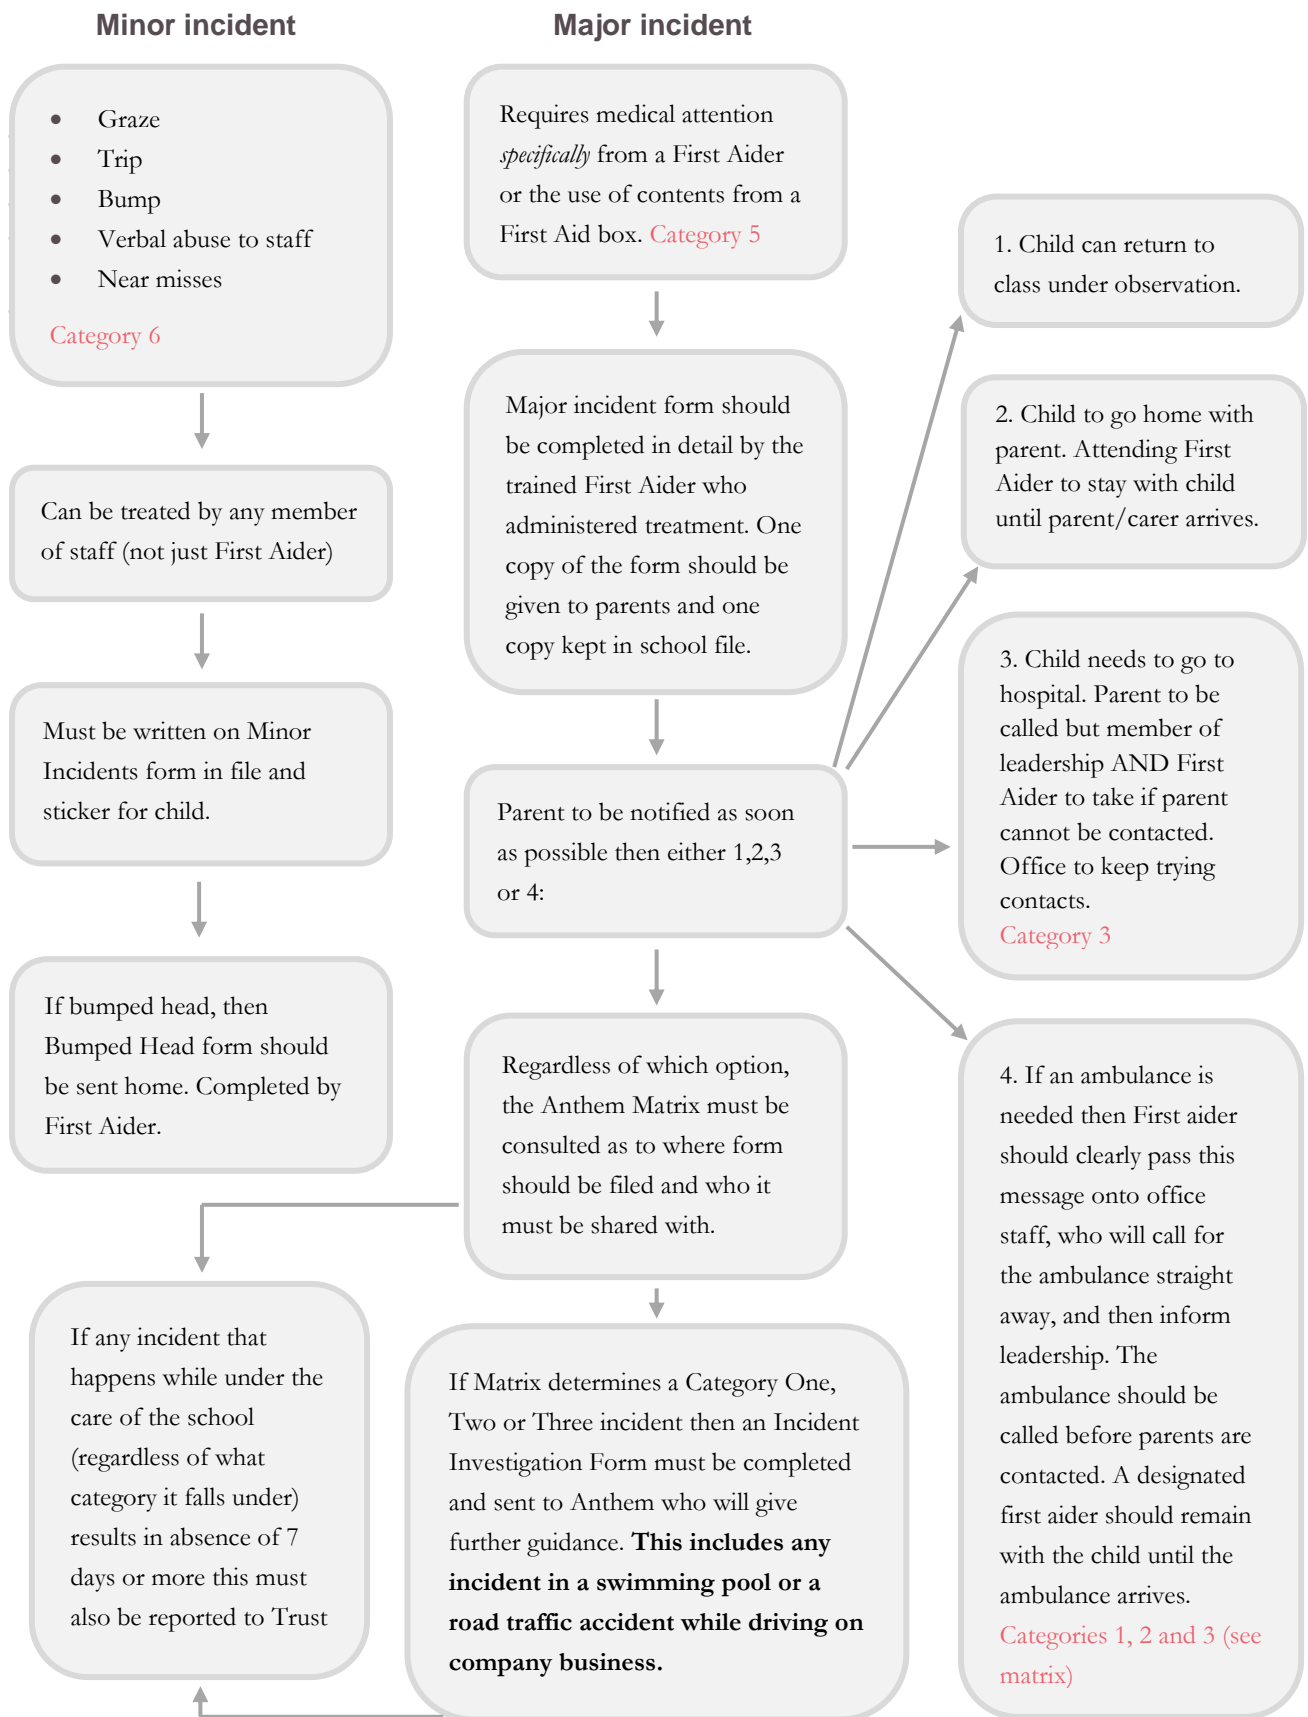 Minor incident
• Graze
• Trip
• Bump
• Verbal abuse to staff
• Near misses
Category 6
Can be treated by any member
of staff (not just First Aider)
Must be written on Minor
Incidents form in file and
sticker for child.
If bumped head, then
Bumped Head form should
be sent home. Completed by
First Aider.
If any incident that
happens while under the
care of the school
(regardless of what
category it falls under)
results in absence of 7
days or more this must
also be reported to Trust
Major incident
Requires medical attention
specifically from a First Aider
or the use of contents from a
First Aid box. Category 5
Major incident form should
be completed in detail by the
trained First Aider who
administered treatment. One
copy of the form should be
given to parents and one
copy kept in school file.
Parent to be notified as soon
as possible then either 1,2,3
or 4:
Regardless of which option,
the Anthem Matrix must be
consulted as to where form
should be filed and who it
must be shared with.
If Matrix determines a Category One,
Two or Three incident then an Incident
Investigation Form must be completed
and sent to Anthem who will give
further guidance. This includes any
incident in a swimming pool or a
road traffic accident while driving on
company business.
1. Child can return to
class under observation.
2. Child to go home with
parent. Attending First
Aider to stay with child
until parent/carer arrives.
3. Child needs to go to
hospital. Parent to be
called but member of
leadership AND First
Aider to take if parent
cannot be contacted.
Office to keep trying
contacts.
Category 3
4. If an ambulance is
needed then First aider
should clearly pass this
message onto office
staff, who will call for
the ambulance straight
away, and then inform
leadership. The
ambulance should be
called before parents are
contacted. A designated
first aider should remain
with the child until the
ambulance arrives.
Categories 1, 2 and 3 (see
matrix)